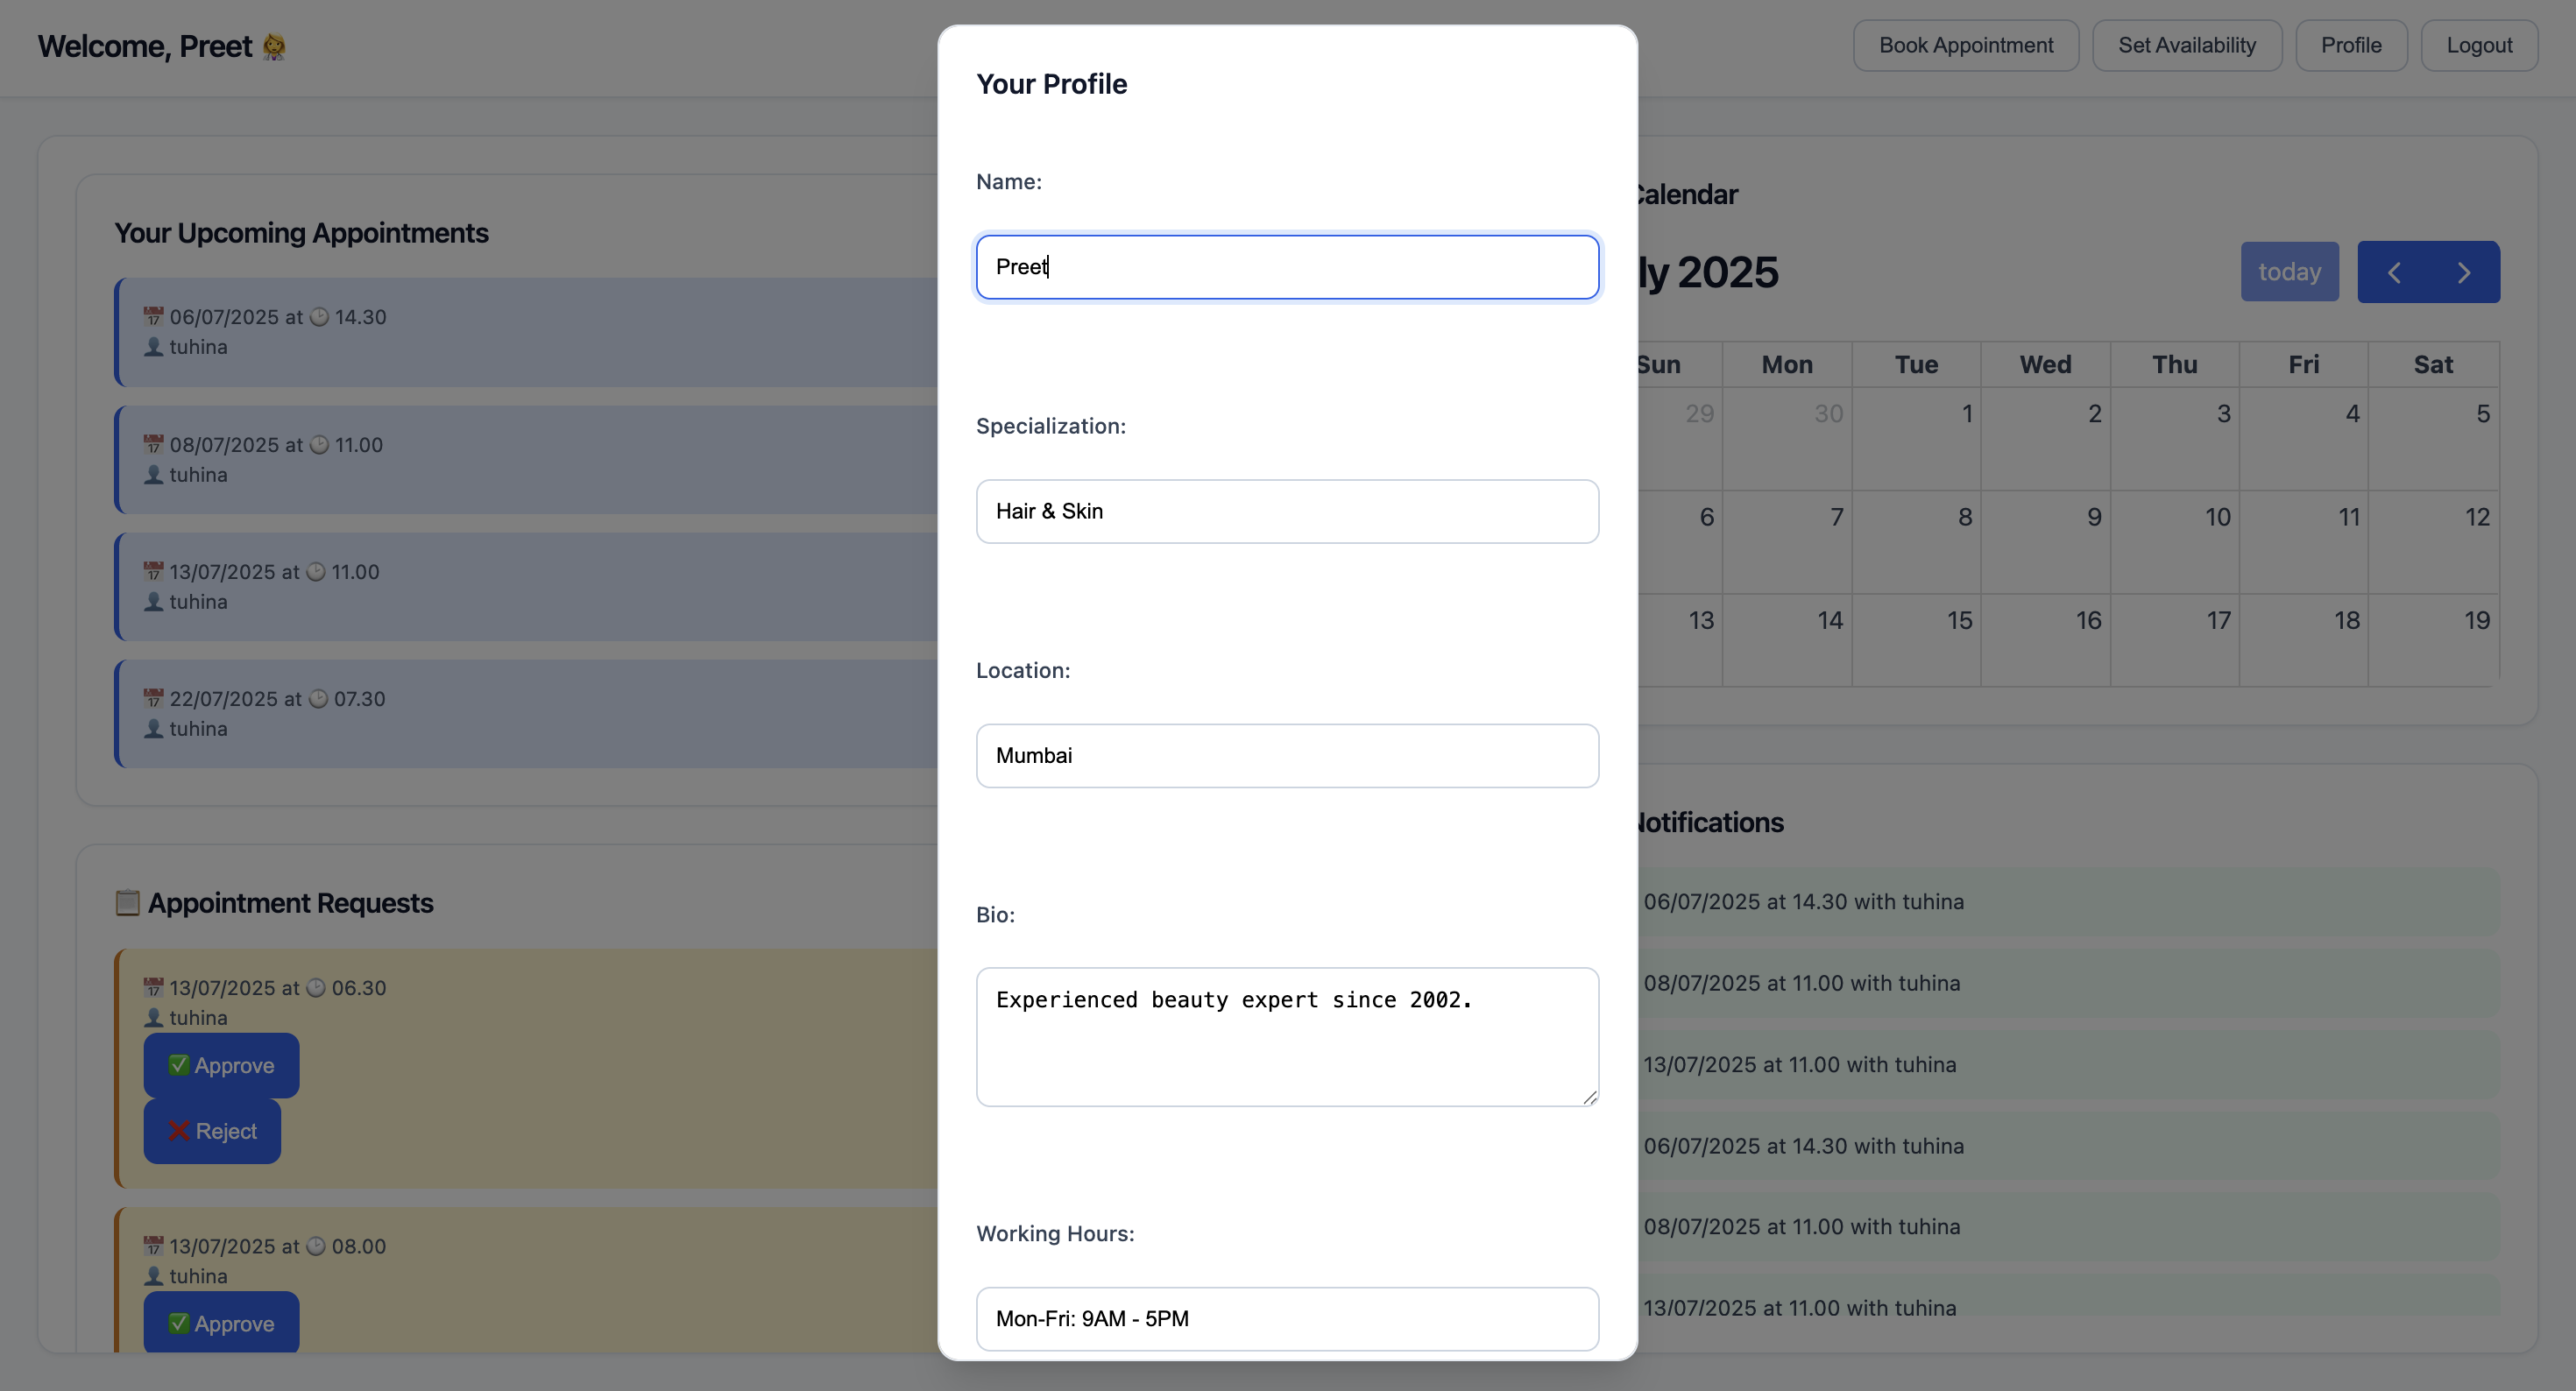 Welcome, Preet
Book Appointment
Set Availability
Profile
Logout
Your Upcoming Appointments
06/07/2025 at 14.30
tuhina
08/07/2025 at 11.00
tuhina
13/07/2025 at 11.00
tuhina
22/07/2025 at 07.30
tuhina
Appointment Requests
13/07/2025 at 06.30
tuhina
Approve
Reject
13/07/2025 at 08.00
tuhina
Approve
Your Profile
Name:
Preet
Specialization:
Hair & Skin
Location:
Mumbai
Bio:
Experienced beauty expert since 2002.
Working Hours:
Mon-Fri: 9AM - 5PM
Calendar
ly 2025
today
Sun Mon Tue Wed Thu Fri Sat
29 30 1 2 3 4 5
6 7 8 9 10 11 12
13 14 15 16 17 18 19
Notifications
06/07/2025 at 14.30 with tuhina
08/07/2025 at 11.00 with tuhina
13/07/2025 at 11.00 with tuhina
06/07/2025 at 14.30 with tuhina
08/07/2025 at 11.00 with tuhina
13/07/2025 at 11.00 with tuhina